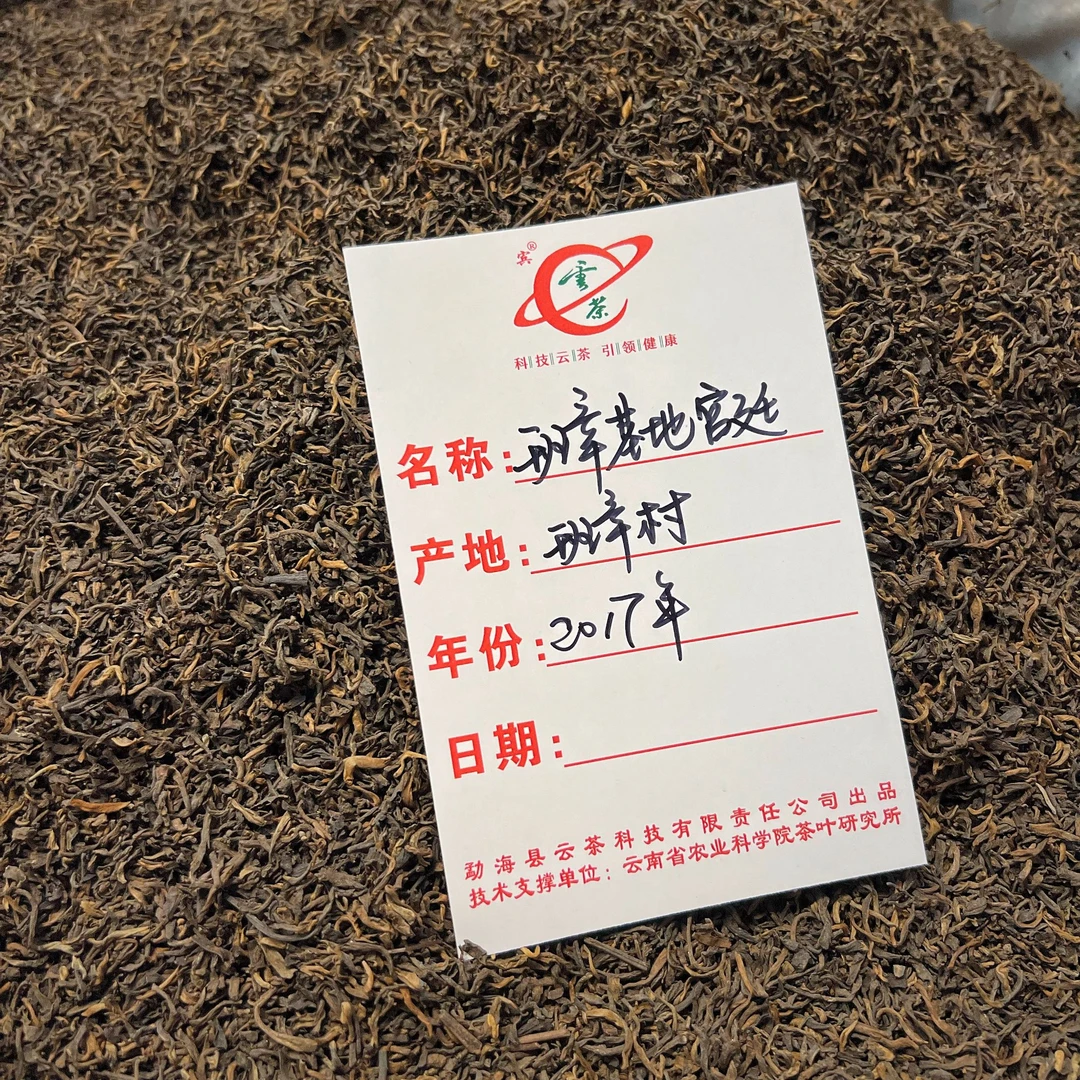 宾®
雲茶
科技云茶 引领健康
名称：班章基地宫廷
产地：班章村
年份：2017年
日期：
勐海县云茶科技有限责任公司出品
技术支撑单位：云南省农业科学院茶叶研究所